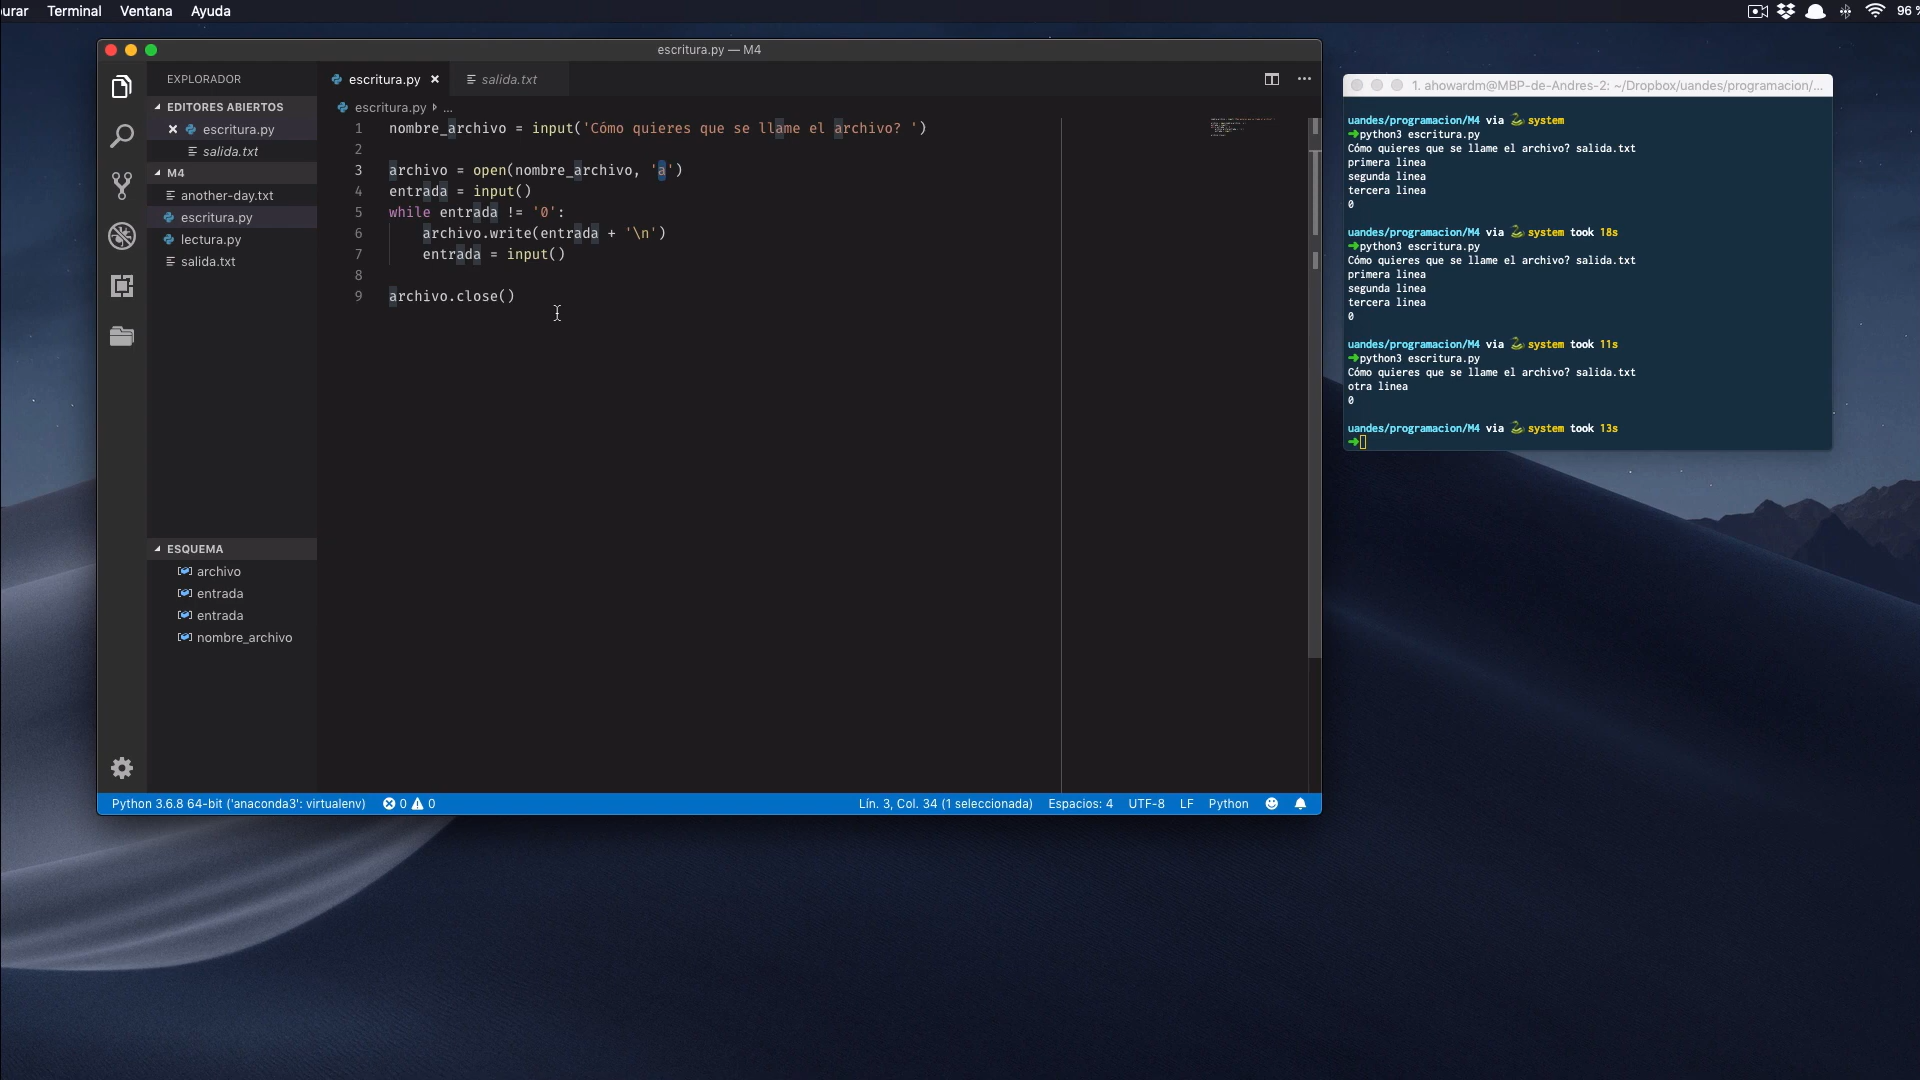 urar Terminal Ventana Ayuda
96 %
escritura.py — M4
EXPLORADOR
EDITORES ABIERTOS
escritura.py
salida.txt
M4
another-day.txt
escritura.py
lectura.py
salida.txt
ESQUEMA
archivo
entrada
entrada
nombre_archivo
escritura.py
salida.txt
escritura.py ...
1 nombre_archivo = input('Cómo quieres que se llame el archivo? ')
2
3 archivo = open(nombre_archivo, 'a')
4 entrada = input()
5 while entrada != '0':
6 archivo.write(entrada + '\n')
7 entrada = input()
8
9 archivo.close()
Python 3.6.8 64-bit ('anaconda3': virtualenv) 0 0 Lín. 3, Col. 34 (1 seleccionada) Espacios: 4 UTF-8 LF Python
1. ahowardm@MBP-de-Andres-2: ~/Dropbox/uandes/programacion/...
uandes/programacion/M4 via system
python3 escritura.py
Cómo quieres que se llame el archivo? salida.txt
primera linea
segunda linea
tercera linea
0
uandes/programacion/M4 via system took 18s
python3 escritura.py
Cómo quieres que se llame el archivo? salida.txt
primera linea
segunda linea
tercera linea
0
uandes/programacion/M4 via system took 11s
python3 escritura.py
Cómo quieres que se llame el archivo? salida.txt
otra linea
0
uandes/programacion/M4 via system took 13s